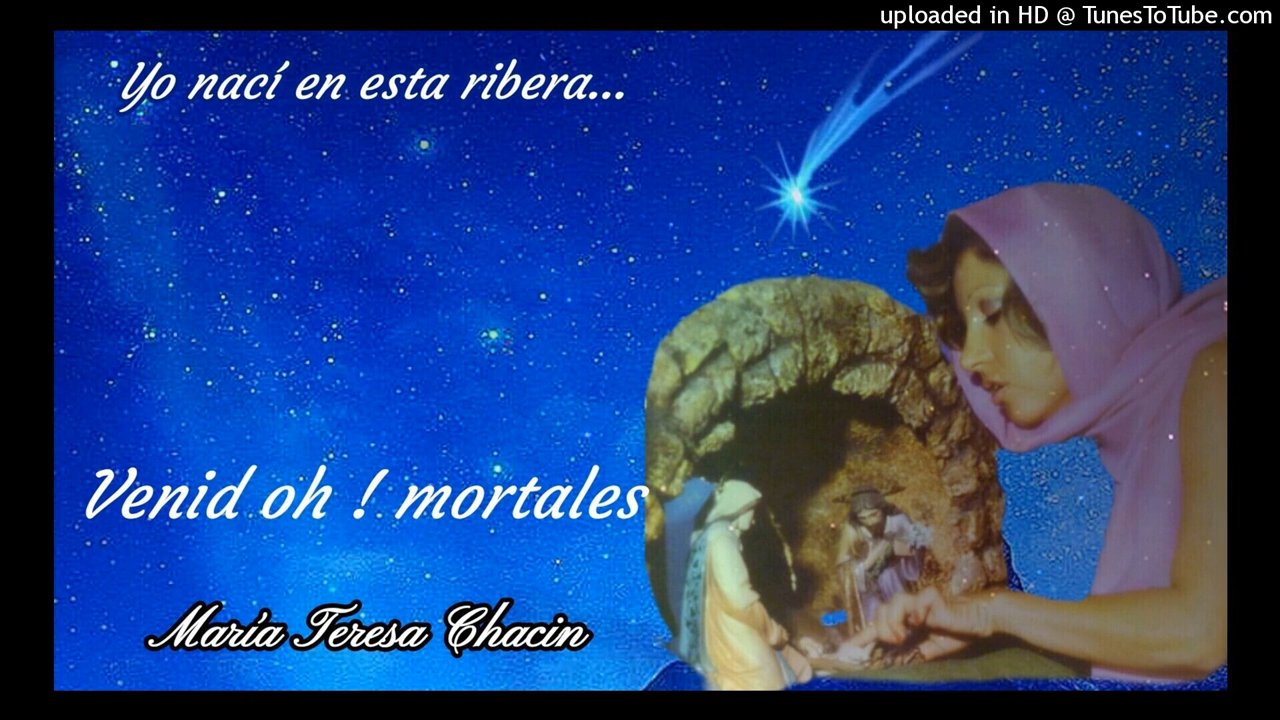 uploaded in HD @ TunesToTube.com
Yo nací en esta ribera...
Venid oh ! mortales
María Teresa Chacin